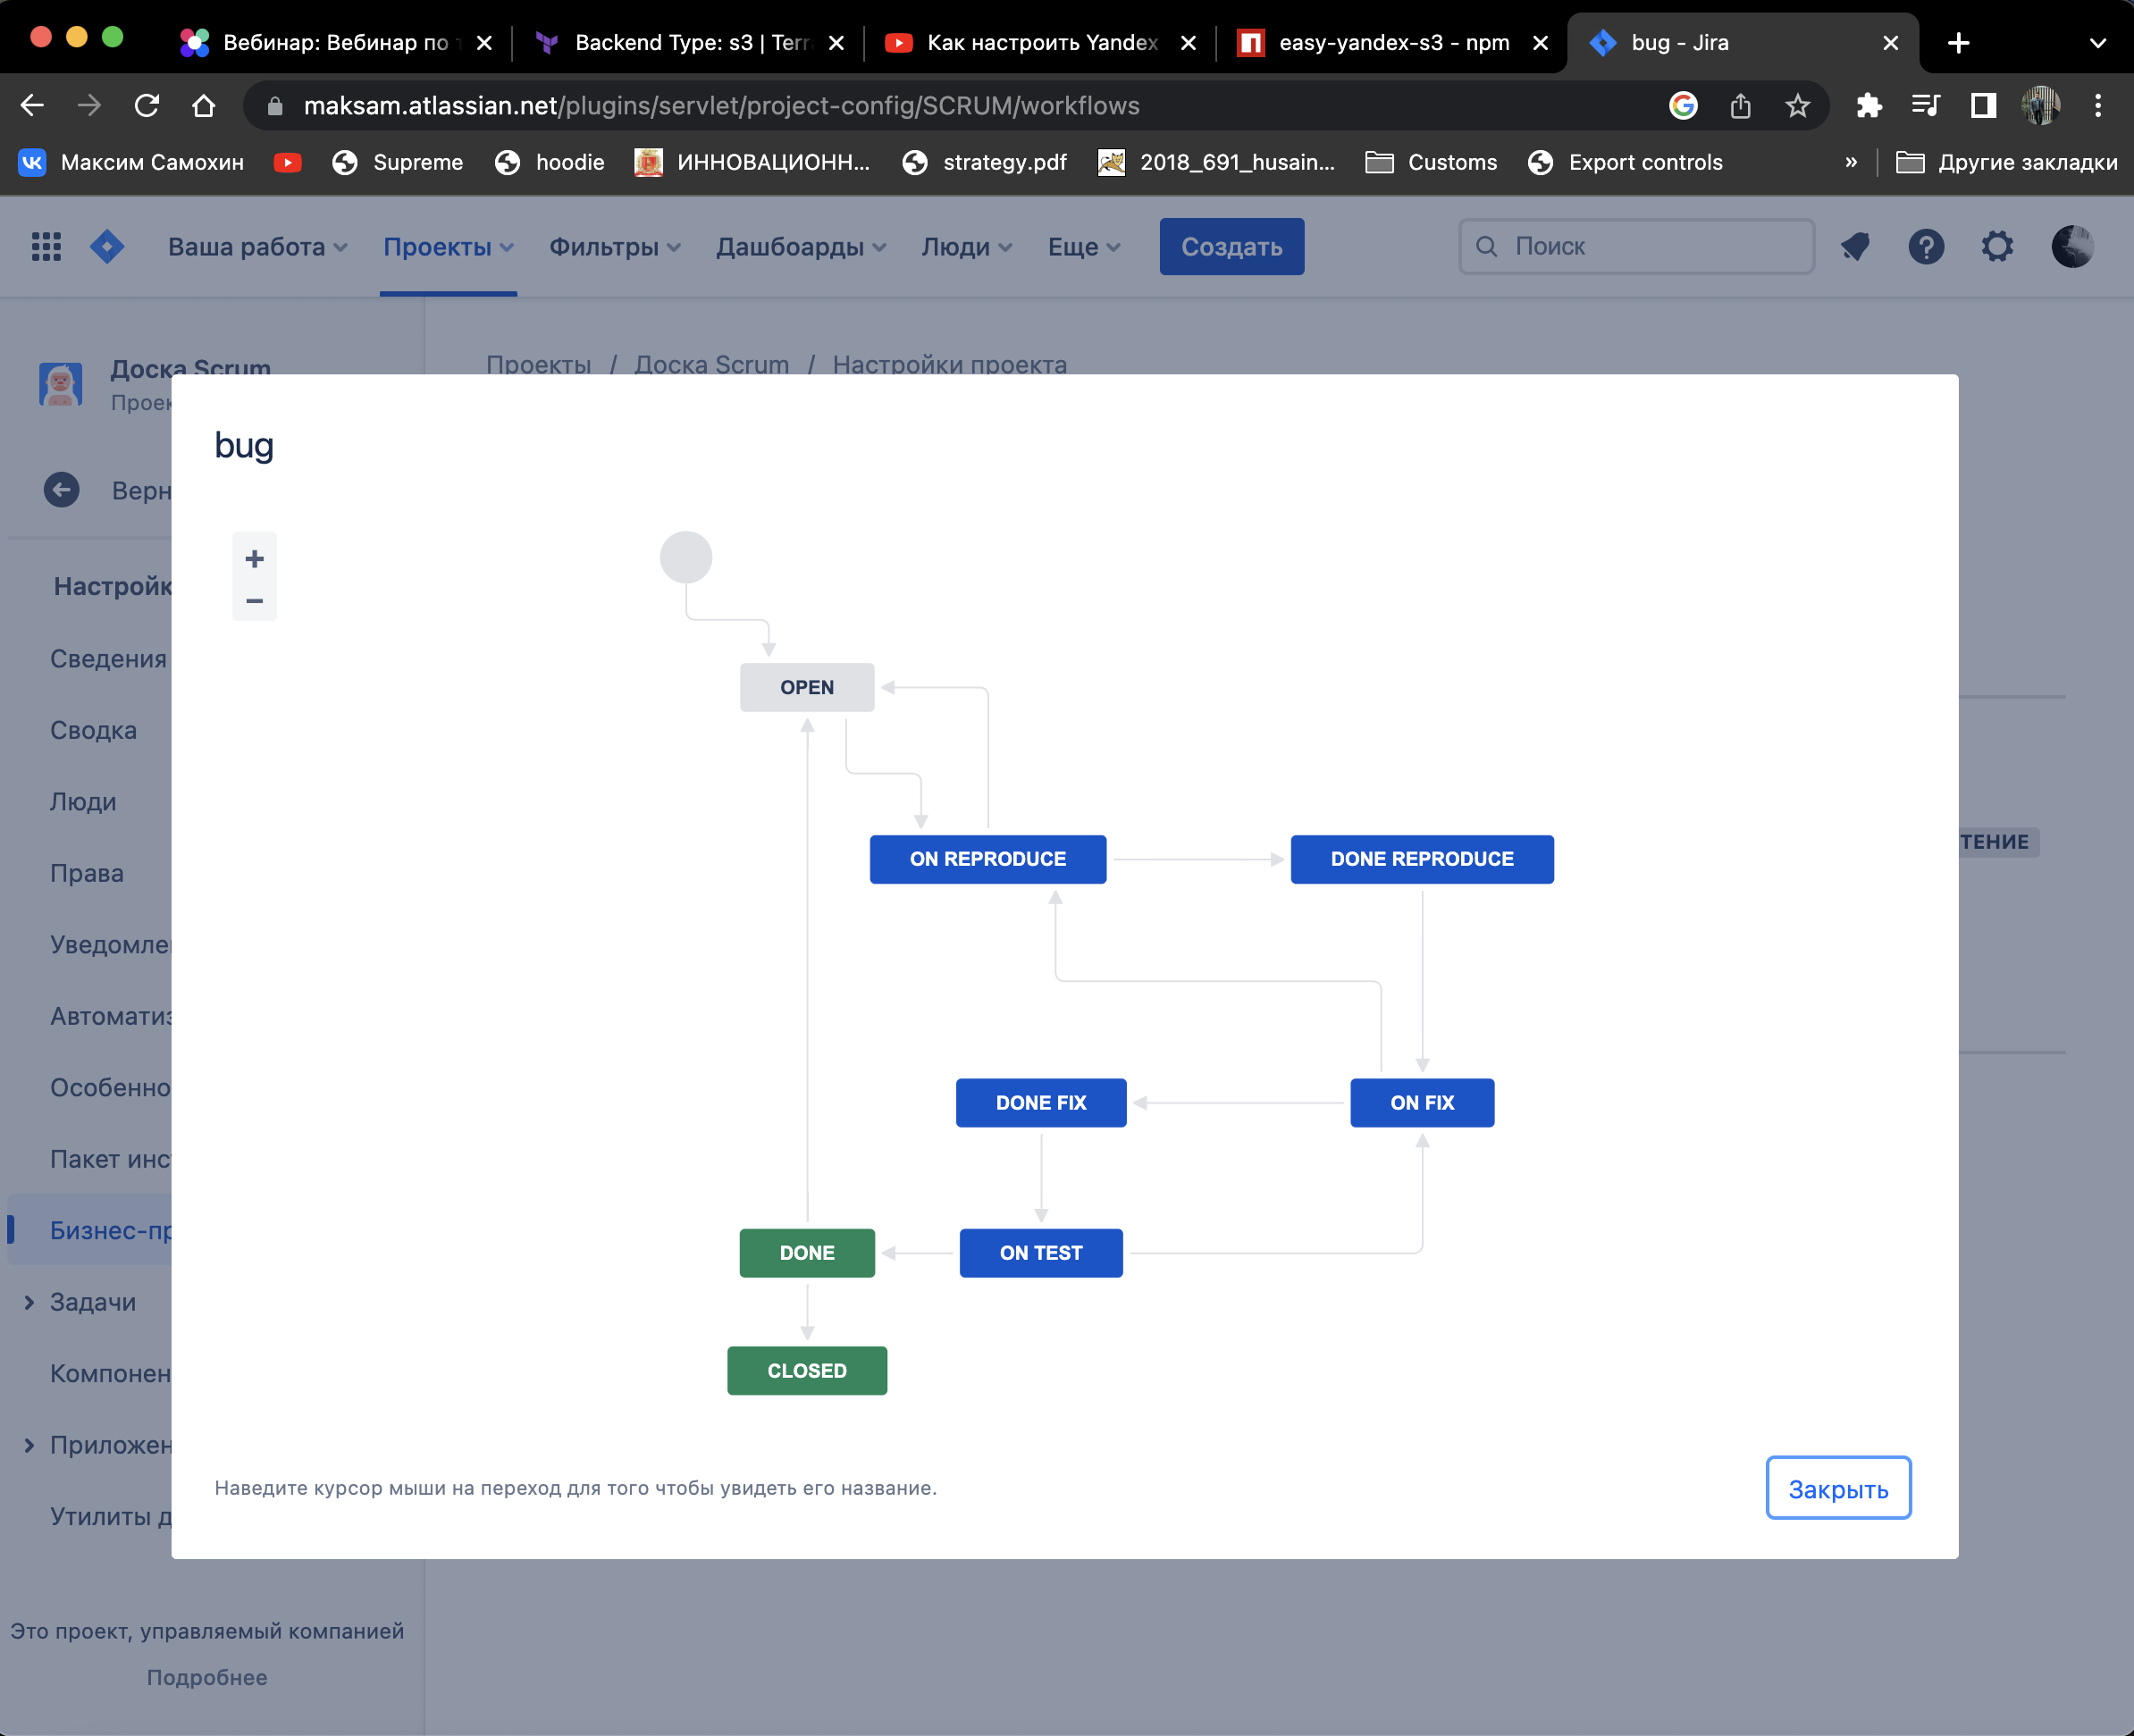 Вебинар: Вебинар по т
Backend Type: s3 | Terra
Как настроить Yandex
easy-yandex-s3 - npm
bug - Jira
maksam.atlassian.net/plugins/servlet/project-config/SCRUM/workflows
Максим Самохин
Supreme
hoodie
ИННОВАЦИОНН...
strategy.pdf
2018_691_husain...
Customs
Export controls
»
Другие закладки
Ваша работа
Проекты
Фильтры
Дашбоарды
Люди
Еще
Создать
Поиск
Доска Scrum
Проек
Верн
Настройк
Сведения
Сводка
Люди
Права
Уведомле
Автоматиз
Особенно
Пакет инс
Бизнес-пр
Задачи
Компонен
Приложен
Утилиты д
Это проект, управляемый компанией
Подробнее
Проекты / Доска Scrum / Настройки проекта
ТЕНИЕ
bug
+
−
OPEN
ON REPRODUCE
DONE REPRODUCE
DONE FIX
ON FIX
DONE
ON TEST
CLOSED
Наведите курсор мыши на переход для того чтобы увидеть его название.
Закрыть